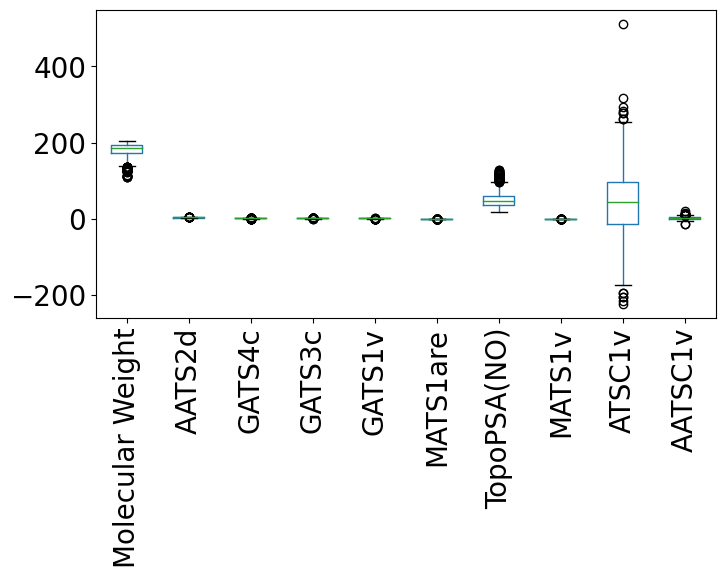 400
200
0
−200
Molecular Weight
AATS2d
GATS4c
GATS3c
GATS1v
MATS1are
TopoPSA(NO)
MATS1v
ATSC1v
AATSC1v